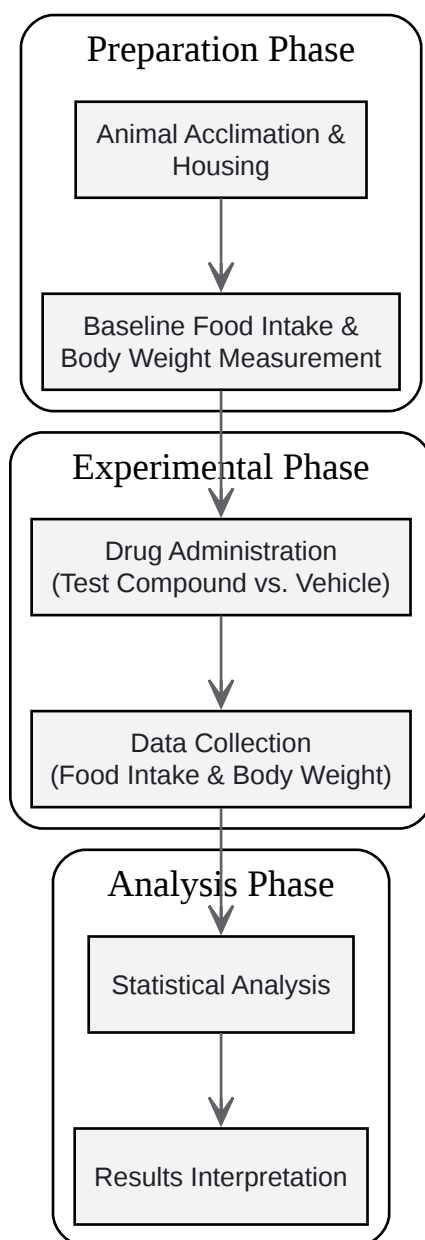 Preparation Phase
Animal Acclimation &
Housing
Baseline Food Intake &
Body Weight Measurement
Experimental Phase
Drug Administration
(Test Compound vs. Vehicle)
Data Collection
(Food Intake & Body Weight)
Analysis Phase
Statistical Analysis
Results Interpretation